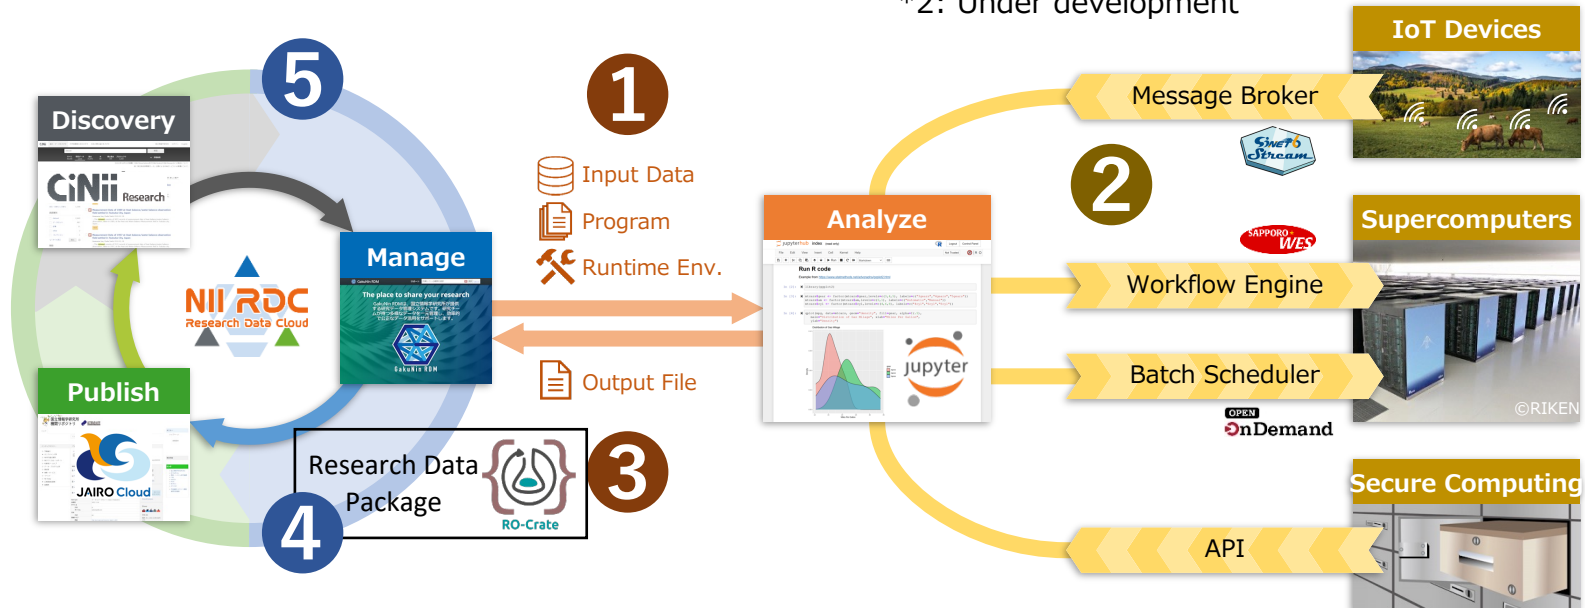 *2: Under development
IoT Devices
5
1
Message Broker
Discovery
SINET6
Stream
CiNii
Research
Input Data
2
Program
Analyze
Supercomputers
SAPPORO
WES
Manage
Runtime Env.
jupyterhub
Run R code
Workflow Engine
GakuNin RDM
The place to share your research
NII RDC
Research Data Cloud
jupyter
Batch Scheduler
Output File
Publish
©RIKEN
OPEN
OnDemand
Research Data
Package
3
RO-Crate
JAIRO Cloud
4
Secure Computing
API